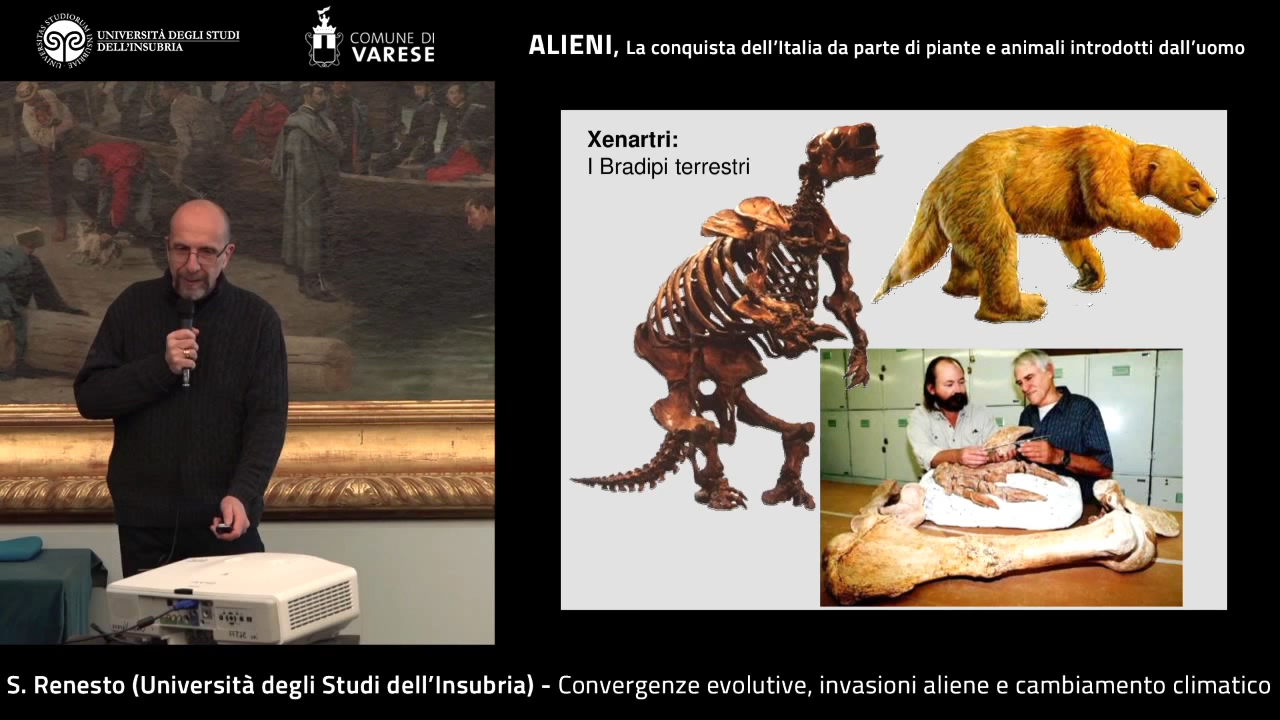 UNIVERSITÀ DEGLI STUDI
DELL'INSUBRIA
COMUNE DI
VARESE
ALIENI, La conquista dell'Italia da parte di piante e animali introdotti dall'uomo
Xenartri:
I Bradipi terrestri
S. Renesto (Università degli Studi dell'Insubria) - Convergenze evolutive, invasioni aliene e cambiamento climatico